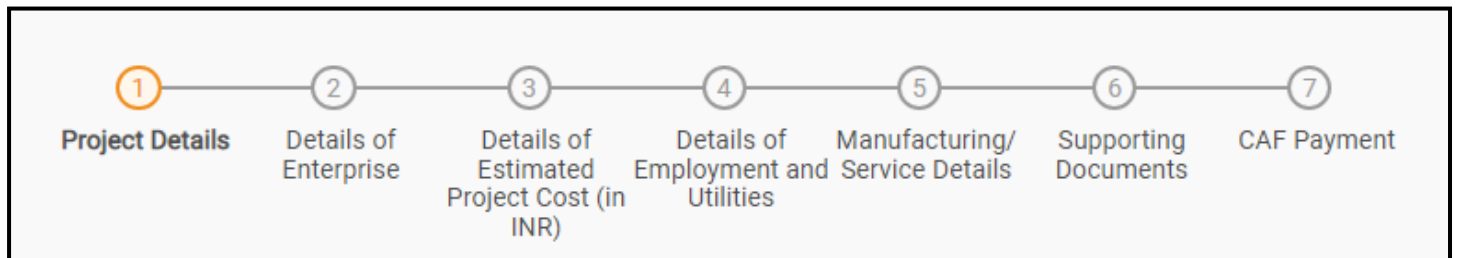 1
2
3
4
5
6
7
Project Details
Details of
Enterprise
Details of
Estimated
Project Cost (in
INR)
Details of
Employment and
Utilities
Manufacturing/
Service Details
Supporting
Documents
CAF Payment